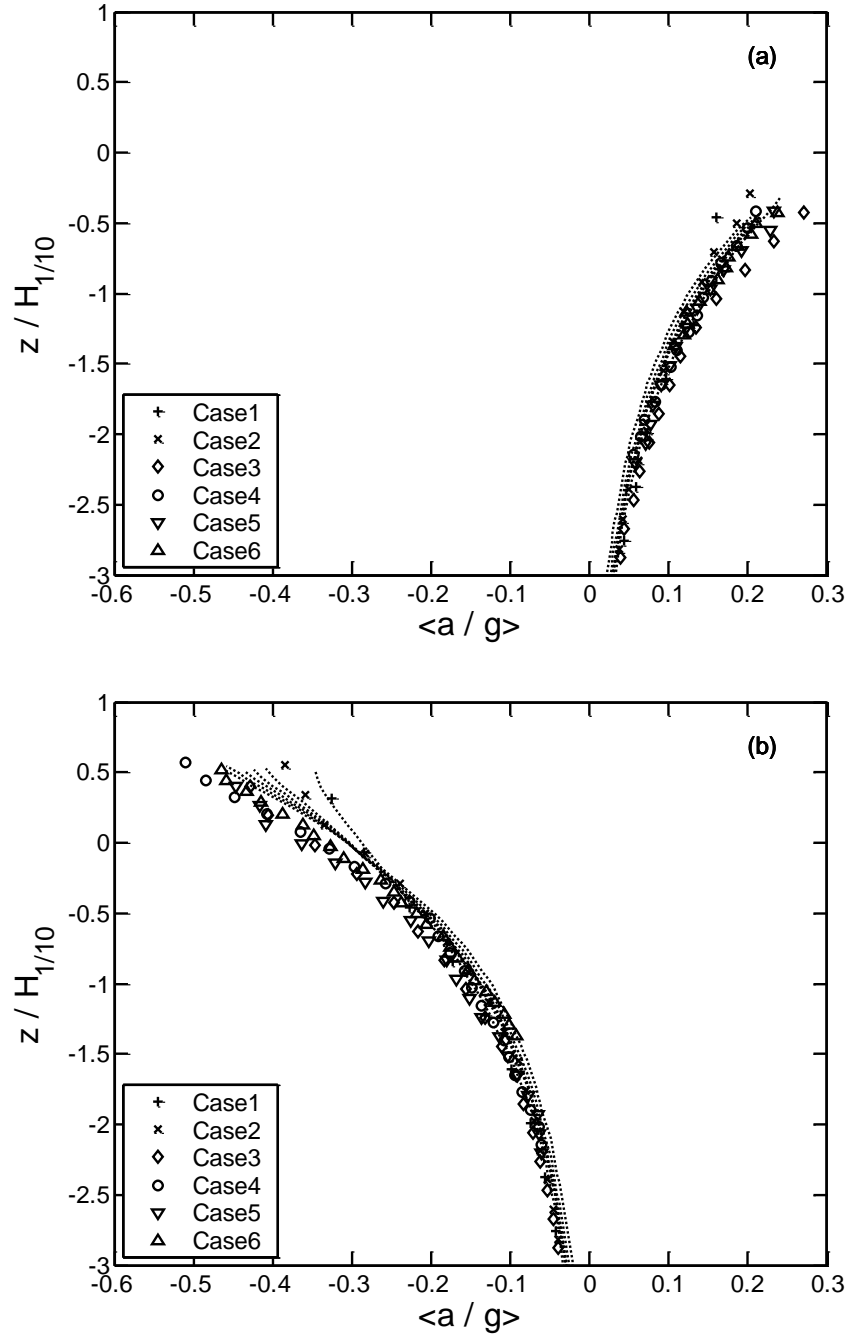 1
0.5
0
-0.5
-1
-1.5
-2
-2.5
-3
z / H1/10
(a)
Case1
Case2
Case3
Case4
Case5
Case6
-0.6 -0.5 -0.4 -0.3 -0.2 -0.1 0 0.1 0.2 0.3
<a / g>
1
0.5
0
-0.5
-1
-1.5
-2
-2.5
-3
z / H1/10
(b)
Case1
Case2
Case3
Case4
Case5
Case6
-0.6 -0.5 -0.4 -0.3 -0.2 -0.1 0 0.1 0.2 0.3
<a / g>